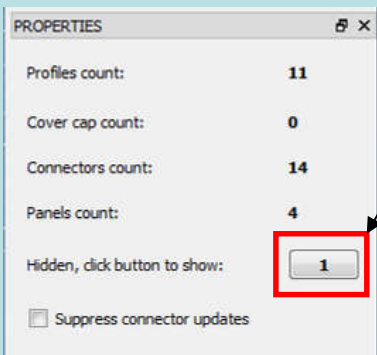 PROPERTIES
Profiles count: 11
Cover cap count: 0
Connectors count: 14
Panels count: 4
Hidden, click button to show: 1
Suppress connector updates